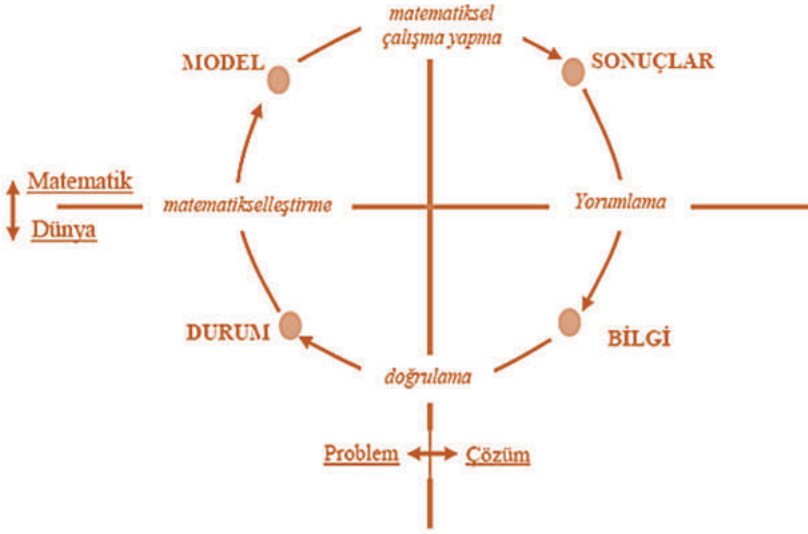 matematiksel
çalışma yapma
MODEL
SONUÇLAR
Matematik
matematikselleştirme
Yorumlama
Dünya
DURUM
BİLGİ
doğrulama
Problem
Çözüm